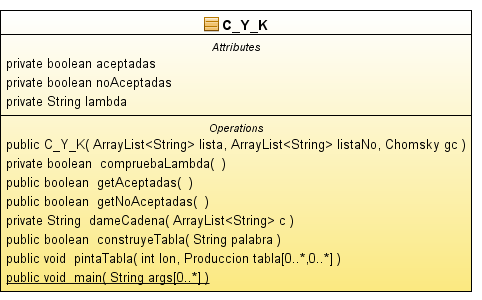 C_Y_K
Attributes
private boolean aceptadas
private boolean noAceptadas
private String lambda
Operations
public C_Y_K( ArrayList<String> lista, ArrayList<String> listaNo, Chomsky gc )
private boolean compruebaLambda( )
public boolean getAceptadas( )
public boolean getNoAceptadas( )
private String dameCadena( ArrayList<String> c )
public boolean construyeTabla( String palabra )
public void pintaTabla( int lon, Produccion tabla[0..*,0..*] )
public void main( String args[0..*] )